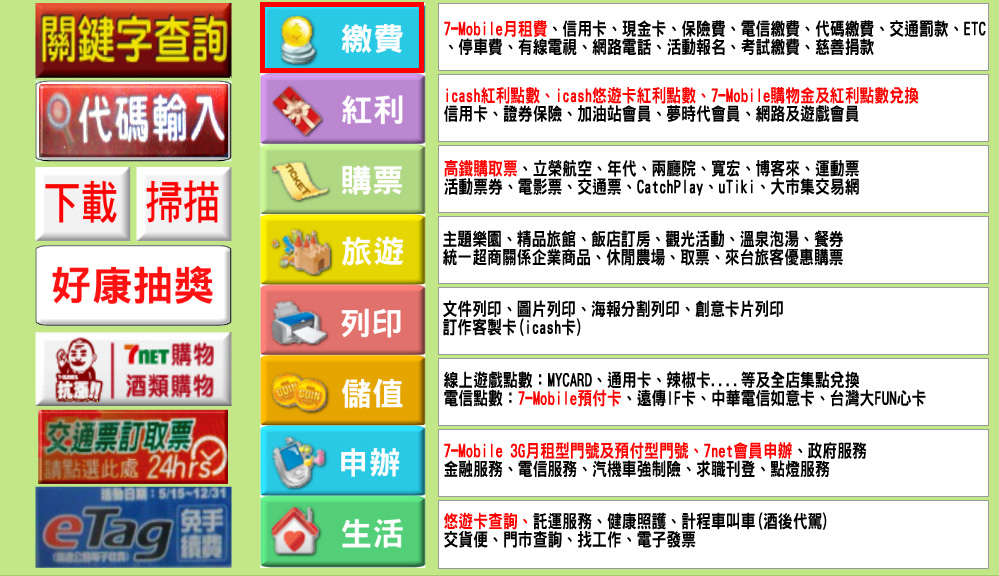 關鍵字查詢
代碼輸入
下載
掃描
好康抽獎
抗漲!!
7NET購物
酒類購物
交通票訂取票
請點選此處 24hrs
活動日期：5/15~12/31
eTag
免手續費
繳費
7-Mobile月租費、信用卡、現金卡、保險費、電信繳費、代碼繳費、交通罰款、ETC
、停車費、有線電視、網路電話、活動報名、考試繳費、慈善捐款
紅利
icash紅利點數、icash悠遊卡紅利點數、7-Mobile購物金及紅利點數兌換
信用卡、證券保險、加油站會員、夢時代會員、網路及遊戲會員
購票
高鐵購取票、立榮航空、年代、兩廳院、寬宏、博客來、運動票
活動票券、電影票、交通票、CatchPlay、uTiki、大市集交易網
旅遊
主題樂園、精品旅館、飯店訂房、觀光活動、溫泉泡湯、餐券
統一超商關係企業商品、休閒農場、取票、來台旅客優惠購票
列印
文件列印、圖片列印、海報分割列印、創意卡片列印
訂作客製卡(icash卡)
儲值
線上遊戲點數：MYCARD、通用卡、辣椒卡....等及全店集點兌換
電信點數：7-Mobile預付卡、遠傳IF卡、中華電信如意卡、台灣大FUN心卡
申辦
7-Mobile 3G月租型門號及預付型門號、7net會員申辦、政府服務
金融服務、電信服務、汽機車強制險、求職刊登、點燈服務
生活
悠遊卡查詢、託運服務、健康照護、計程車叫車(酒後代駕)
交貨便、門市查詢、找工作、電子發票